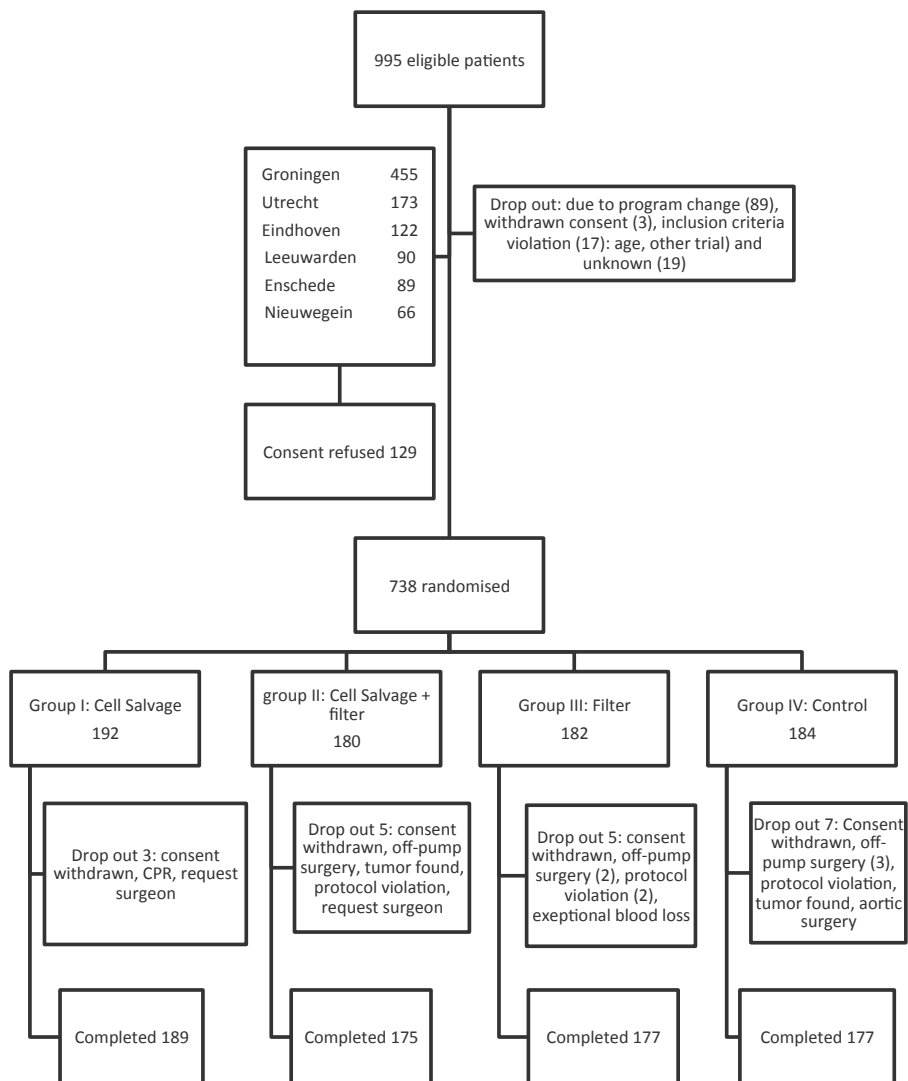 995 eligible patients
Groningen 455
Utrecht 173
Eindhoven 122
Leeuwarden 90
Enschede 89
Nieuwegein 66
Drop out: due to program change (89),
withdrawn consent (3), inclusion criteria
violation (17): age, other trial) and
unknown (19)
Consent refused 129
738 randomised
Group I: Cell Salvage
192
group II: Cell Salvage +
filter
180
Group III: Filter
182
Group IV: Control
184
Drop out 3: consent
withdrawn, CPR, request
surgeon
Drop out 5: consent
withdrawn, off-pump
surgery, tumor found,
protocol violation,
request surgeon
Drop out 5: consent
withdrawn, off-pump
surgery (2), protocol
violation (2),
exeptional blood loss
Drop out 7: Consent
withdrawn, off-
pump surgery (3),
protocol violation,
tumor found, aortic
surgery
Completed 189
Completed 175
Completed 177
Completed 177